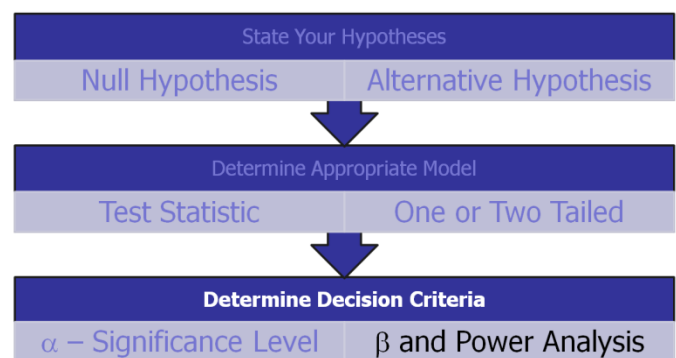 State Your Hypotheses
Null Hypothesis Alternative Hypothesis
Determine Appropriate Model
Test Statistic One or Two Tailed
Determine Decision Criteria
α – Significance Level β and Power Analysis